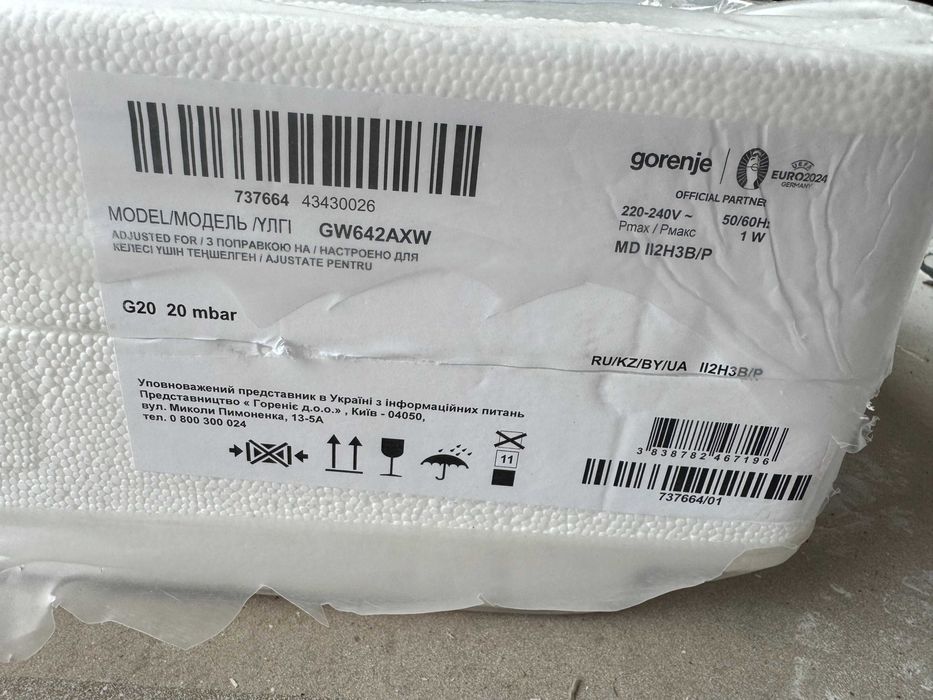 737664 43430026
MODEL/МОДЕЛЬ /ҮЛГІ GW642AXW
ADJUSTED FOR / З ПОПРАВКОЮ НА / НАСТРОЕНО ДЛЯ
КЕЛЕСІ ҮШІН ТЕҢШЕЛГЕН / AJUSTATE PENTRU
G20 20 mbar
gorenje
UEFA
EURO2024
GERMANY
OFFICIAL PARTNER
220-240V ~ 50/60Hz
Pmax / Рмакс 1 W
MD II2H3B/P
RU/KZ/BY/UA II2H3B/P
Уповноважений представник в Україні з інформаційних питань
Представництво « Гореніє д.о.о.» , Київ - 04050,
вул. Миколи Пимоненка, 13-5А
тел. 0 800 300 024
11
3 838782 467196
737664/01